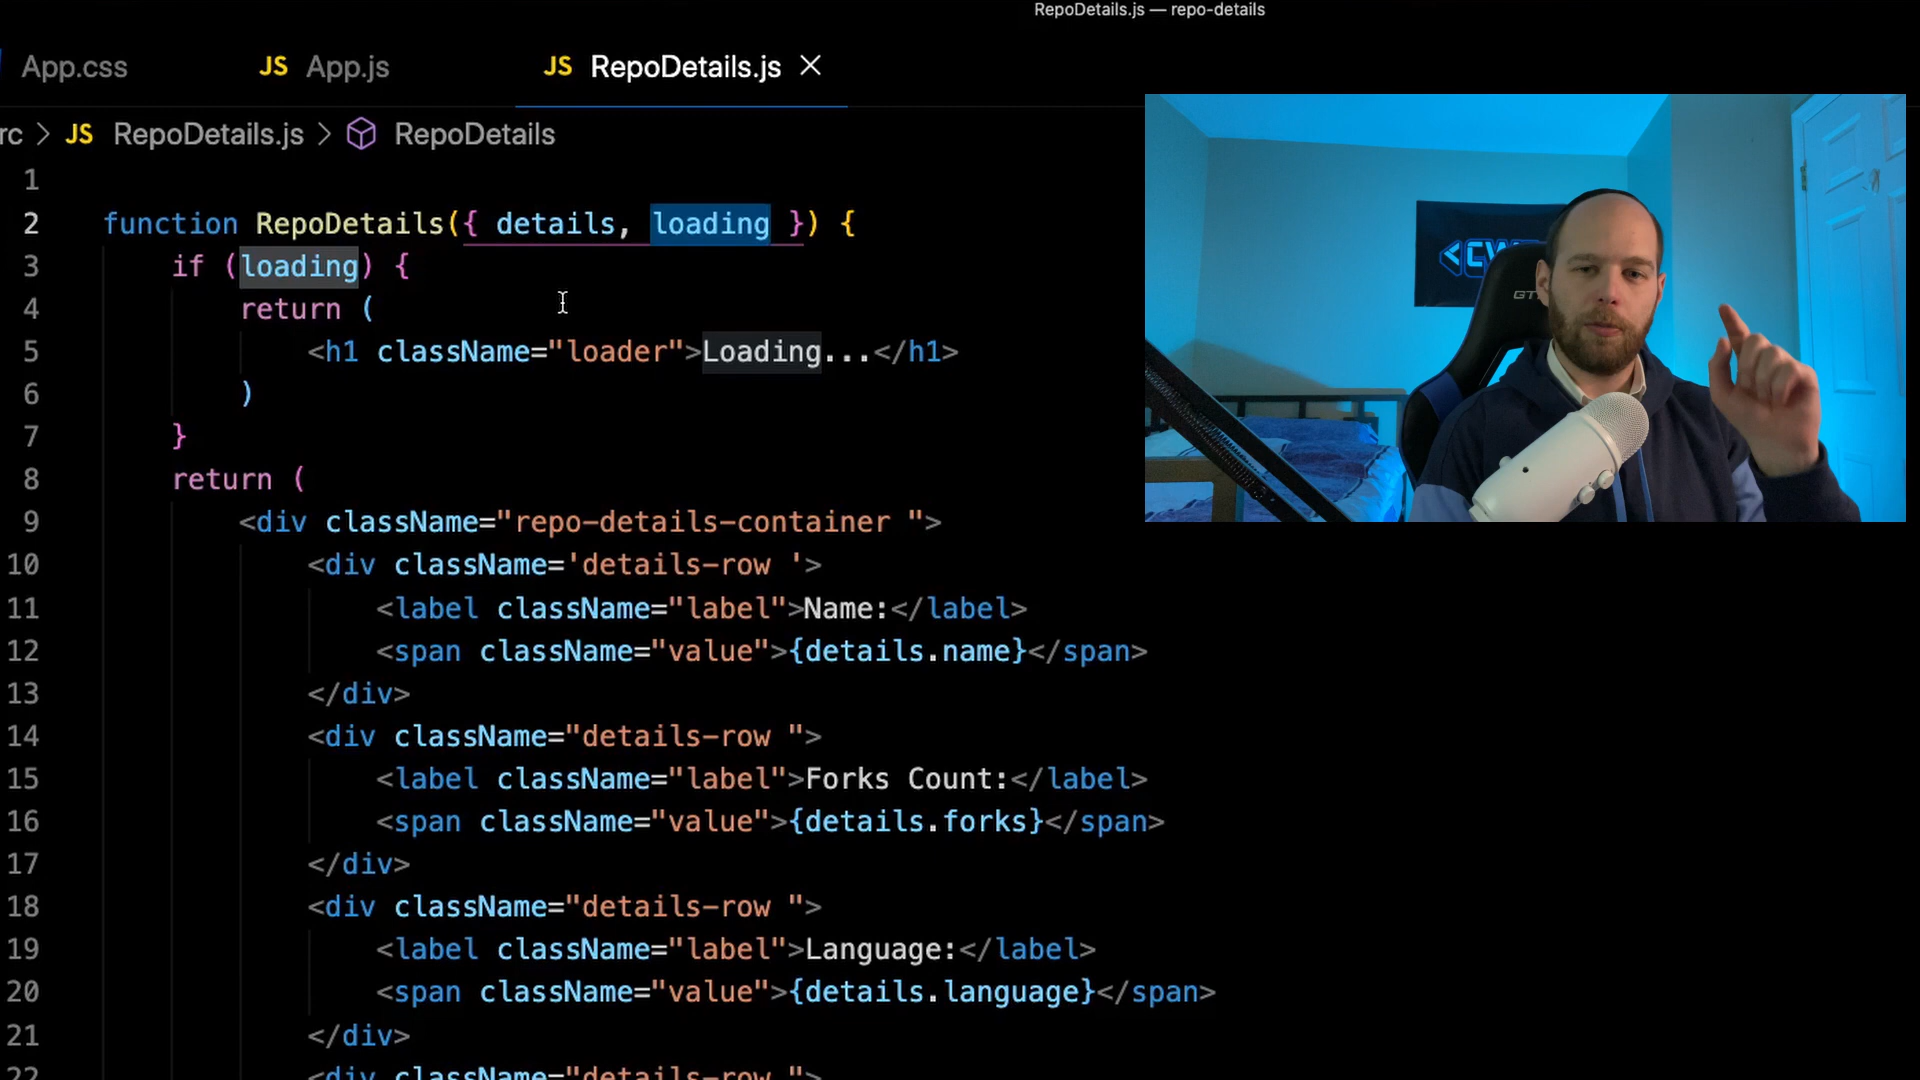 RepoDetails.js — repo-details
App.css JS App.js JS RepoDetails.js ×
rc > JS RepoDetails.js > RepoDetails
1
2 function RepoDetails({ details, loading }) {
3 if (loading) {
4 return (
5 <h1 className="loader">Loading...</h1>
6 )
7 }
8 return (
9 <div className="repo-details-container ">
10 <div className='details-row '>
11 <label className="label">Name:</label>
12 <span className="value">{details.name}</span>
13 </div>
14 <div className="details-row ">
15 <label className="label">Forks Count:</label>
16 <span className="value">{details.forks}</span>
17 </div>
18 <div className="details-row ">
19 <label className="label">Language:</label>
20 <span className="value">{details.language}</span>
21 </div>
22 <div className="details-row ">